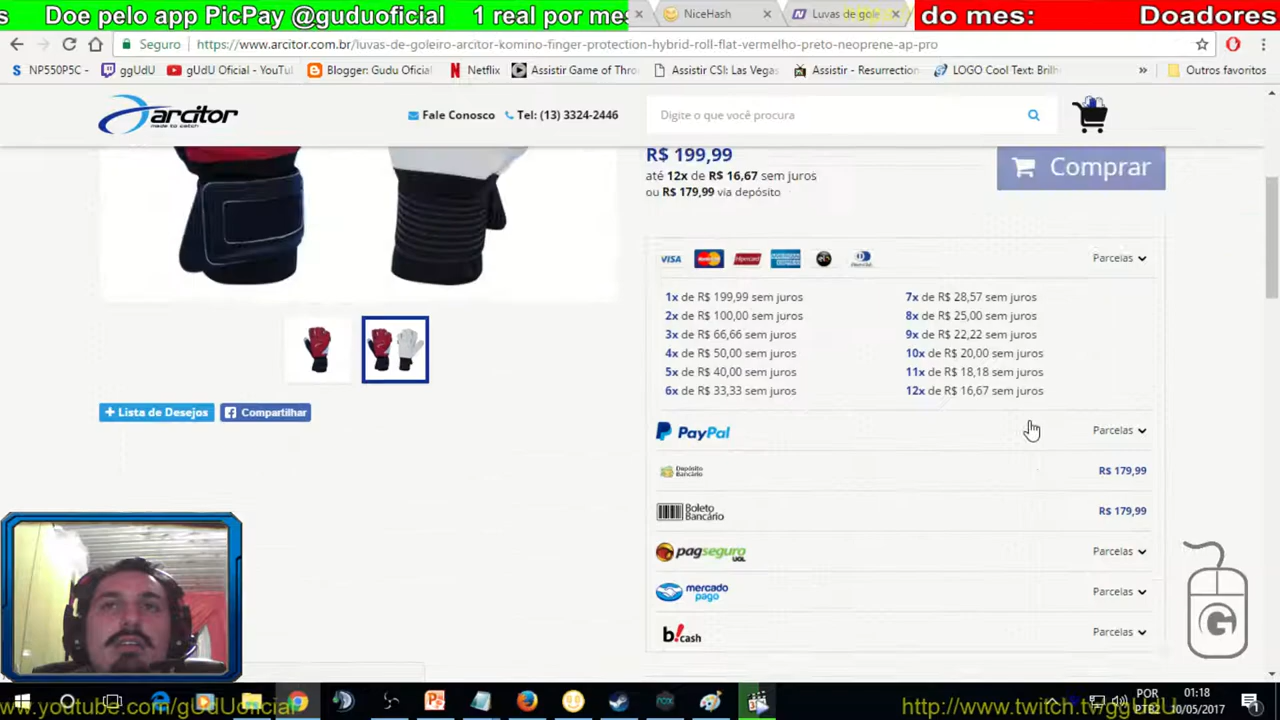 Doe pelo app PicPay @guduoficial 1 real por mes
do mes: Doadores
NiceHash
Luvas de gole
Seguro
https://www.arcitor.com.br/luvas-de-goleiro-arcitor-komino-finger-protection-hybrid-roll-flat-vermelho-preto-neoprene-ap-pro
NP550P5C -
ggUdU
gUdU Oficial - YouTu
Blogger: Gudu Oficia
Netflix
Assistir Game of Thro
Assistir CSI: Las Vegas
Assistir - Resurrection
LOGO Cool Text: Brilh
»
Outros favoritos
arcitor
made to catch
Fale Conosco
Tel: (13) 3324-2446
Digite o que você procura
R$ 199,99
até 12x de R$ 16,67 sem juros
ou R$ 179,99 via depósito
Comprar
VISA
Parcelas
1x de R$ 199,99 sem juros
2x de R$ 100,00 sem juros
3x de R$ 66,66 sem juros
4x de R$ 50,00 sem juros
5x de R$ 40,00 sem juros
6x de R$ 33,33 sem juros
7x de R$ 28,57 sem juros
8x de R$ 25,00 sem juros
9x de R$ 22,22 sem juros
10x de R$ 20,00 sem juros
11x de R$ 18,18 sem juros
12x de R$ 16,67 sem juros
PayPal
Parcelas
Depósito
Bancário
R$ 179,99
Boleto
Bancário
R$ 179,99
pagseguro
UOL
Parcelas
mercado
pago
Parcelas
b!cash
Parcelas
+ Lista de Desejos
Compartilhar
G
POR
PTB2
01:18
10/05/2017
www.youtube.com/gUdUoficial
http://www.twitch.tv/ggUdU